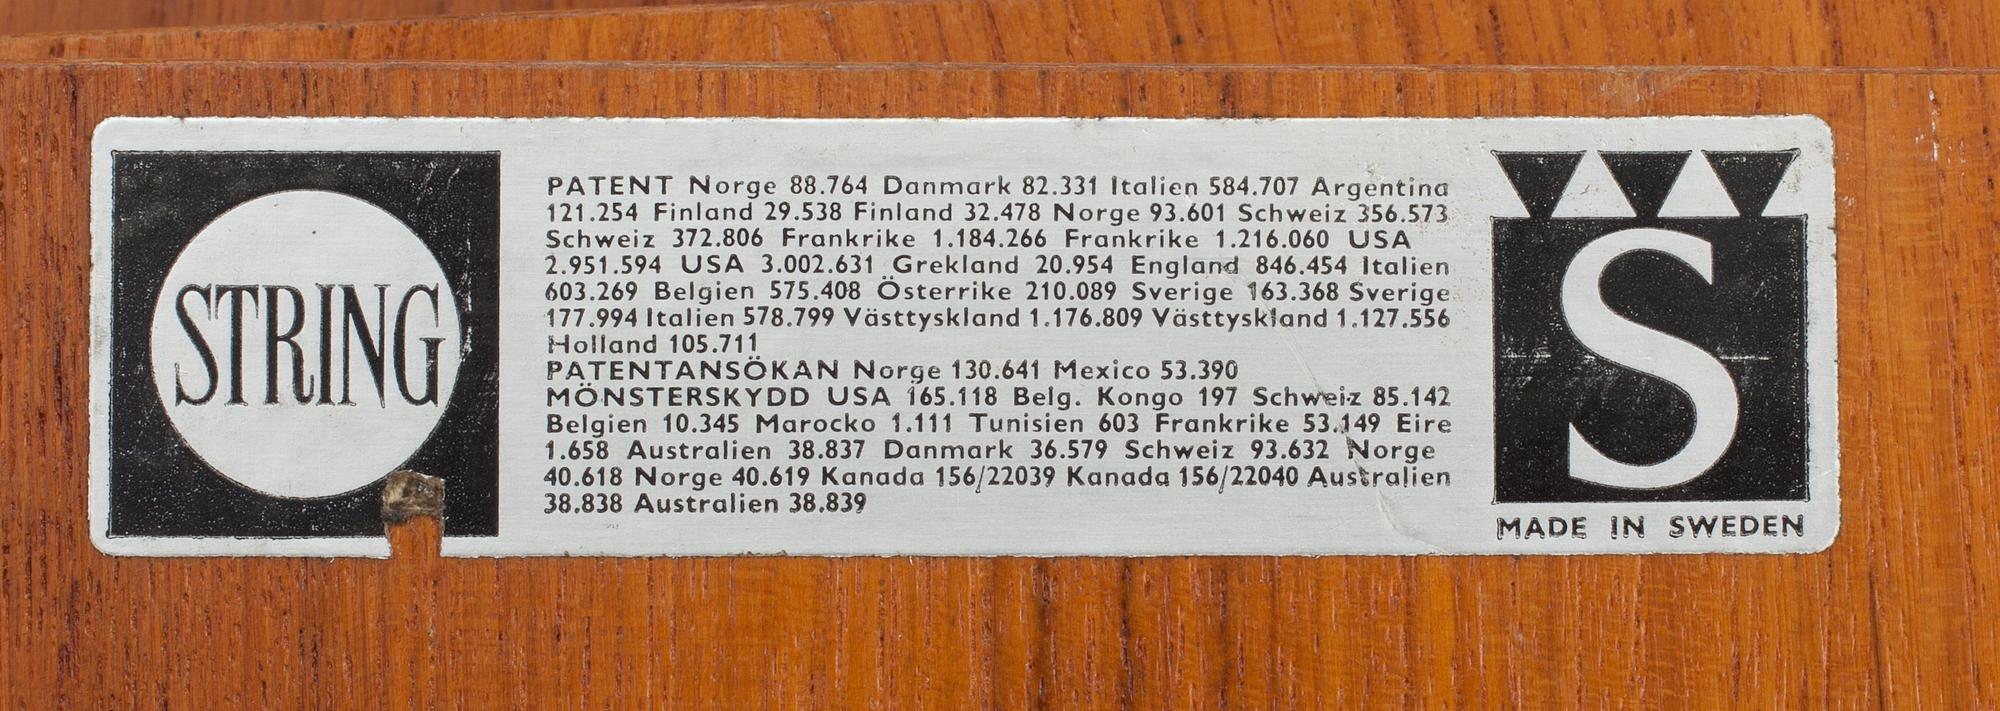 STRING
PATENT Norge 88.764 Danmark 82.331 Italien 584.707 Argentina
121.254 Finland 29.538 Finland 32.478 Norge 93.601 Schweiz 356.573
Schweiz 372.806 Frankrike 1.184.266 Frankrike 1.216.060 USA
2.951.594 USA 3.002.631 Grekland 20.954 England 846.454 Italien
603.269 Belgien 575.408 Österrike 210.089 Sverige 163.368 Sverige
177.994 Italien 578.799 Västtyskland 1.176.809 Västtyskland 1.127.556
Holland 105.711
PATENTANSÖKAN Norge 130.641 Mexico 53.390
MÖNSTERSKYDD USA 165.118 Belg. Kongo 197 Schweiz 85.142
Belgien 10.345 Marocko 1.111 Tunisien 603 Frankrike 53.149 Eire
1.658 Australien 38.837 Danmark 36.579 Schweiz 93.632 Norge
40.618 Norge 40.619 Kanada 156/22039 Kanada 156/22040 Australien
38.838 Australien 38.839
S
MADE IN SWEDEN